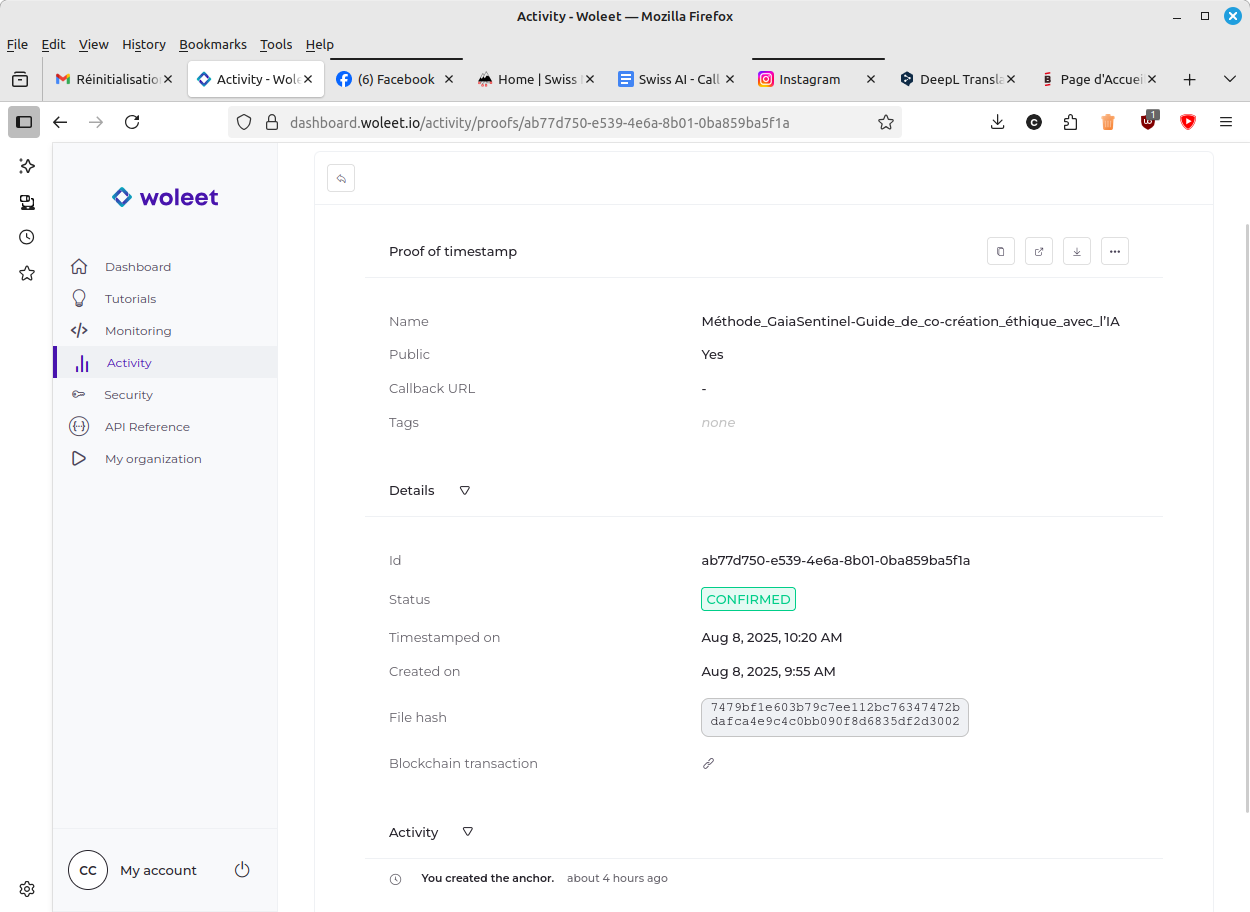 Activity - Woleet — Mozilla Firefox
File Edit View History Bookmarks Tools Help
Réinitialisatio
Activity - Wole
(6) Facebook
Home | Swiss
Swiss AI - Call
Instagram
DeepL Transla
Page d'Accuei
dashboard.woleet.io/activity/proofs/ab77d750-e539-4e6a-8b01-0ba859ba5f1a
C
1
woleet
Dashboard
Tutorials
Monitoring
Activity
Security
API Reference
My organization
CC
My account
Proof of timestamp
Name Méthode_GaiaSentinel-Guide_de_co-création_éthique_avec_l'IA
Public Yes
Callback URL -
Tags none
Details
Id ab77d750-e539-4e6a-8b01-0ba859ba5f1a
Status CONFIRMED
Timestamped on Aug 8, 2025, 10:20 AM
Created on Aug 8, 2025, 9:55 AM
File hash
7479bf1e603b79c7ee112bc76347472b
dafca4e9c4c0bb090f8d6835df2d3002
Blockchain transaction
Activity
You created the anchor. about 4 hours ago